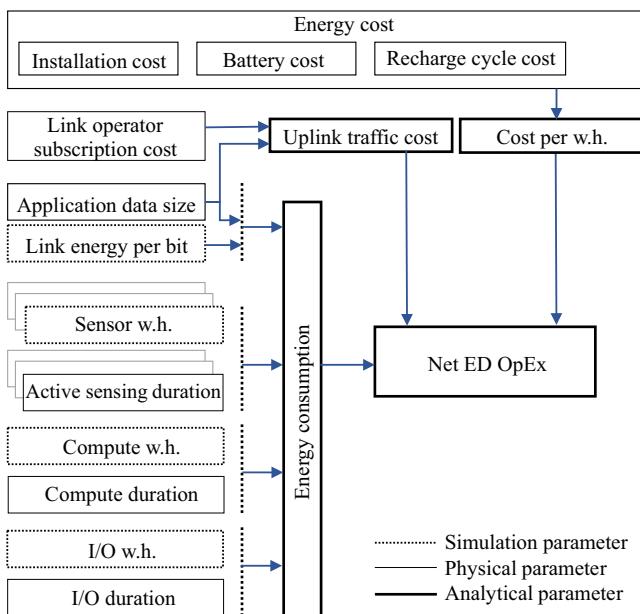 Energy cost
Installation cost
Battery cost
Recharge cycle cost
Link operator
subscription cost
Uplink traffic cost
Cost per w.h.
Application data size
Link energy per bit
Sensor w.h.
Active sensing duration
Energy consumption
Net ED OpEx
Compute w.h.
Compute duration
I/O w.h.
I/O duration
Simulation parameter
Physical parameter
Analytical parameter